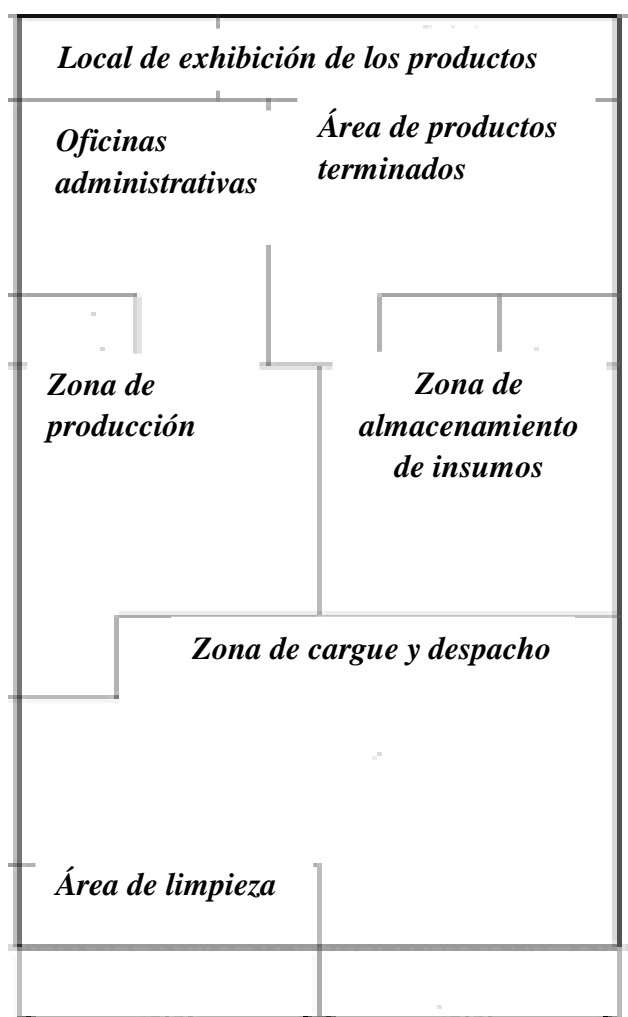 Local de exhibición de los productos
Oficinas
administrativas
Área de productos
terminados
Zona de
producción
Zona de
almacenamiento
de insumos
Zona de cargue y despacho
Área de limpieza